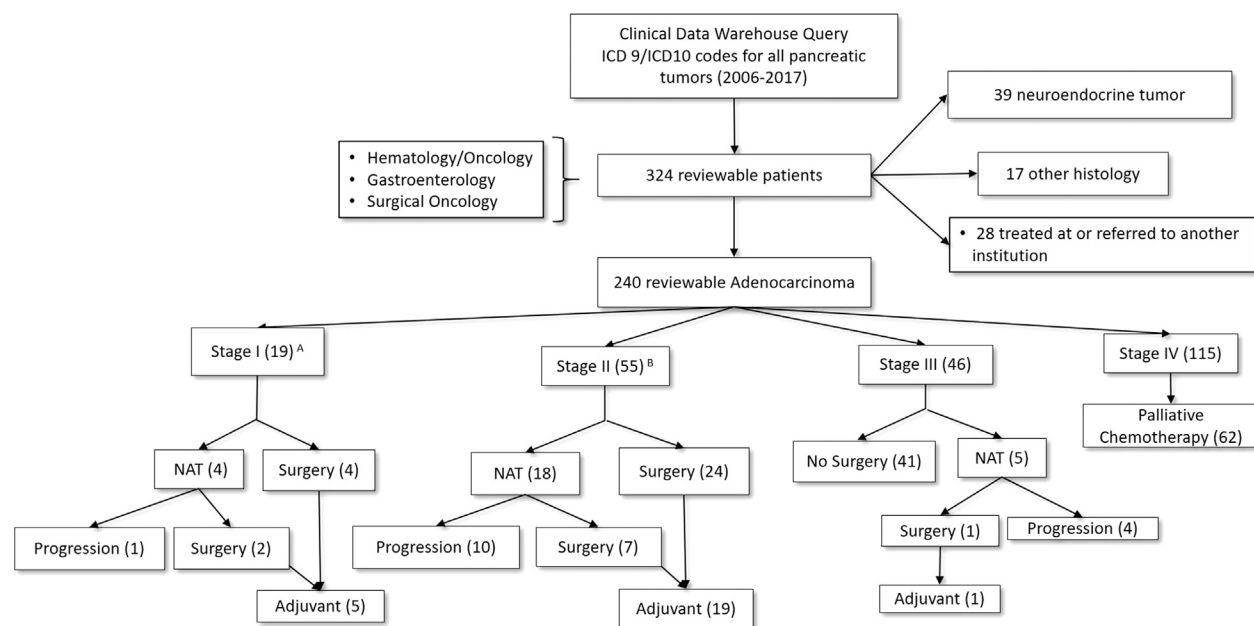 Clinical Data Warehouse Query
ICD 9/ICD10 codes for all pancreatic
tumors (2006-2017)
39 neuroendocrine tumor
• Hematology/Oncology
• Gastroenterology
• Surgical Oncology
324 reviewable patients
17 other histology
• 28 treated at or referred to another
institution
240 reviewable Adenocarcinoma
Stage I (19) A
Stage II (55) B
Stage III (46)
Stage IV (115)
NAT (4)
Surgery (4)
NAT (18)
Surgery (24)
No Surgery (41)
NAT (5)
Palliative
Chemotherapy (62)
Progression (1)
Surgery (2)
Progression (10)
Surgery (7)
Surgery (1)
Progression (4)
Adjuvant (5)
Adjuvant (19)
Adjuvant (1)